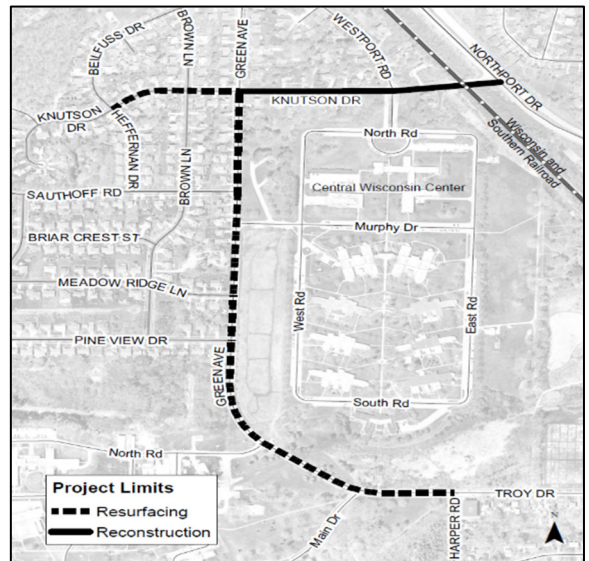 BEILFUSS DR
BROWN LN
GREEN AVE
WESTPORT RD
NORTHPORT DR
KNUTSON
DR
KNUTSON DR
HEFFERNAN DR
North Rd
Wisconsin and
Southern Railroad
Central Wisconsin Center
SAUTHOFF RD
BROWN LN
Murphy Dr
BRIAR CREST ST
MEADOW RIDGE LN
West Rd
East Rd
PINE VIEW DR
GREEN AVE
South Rd
North Rd
Project Limits
Resurfacing
Reconstruction
Main Dr
TROY DR
HARPER RD
N